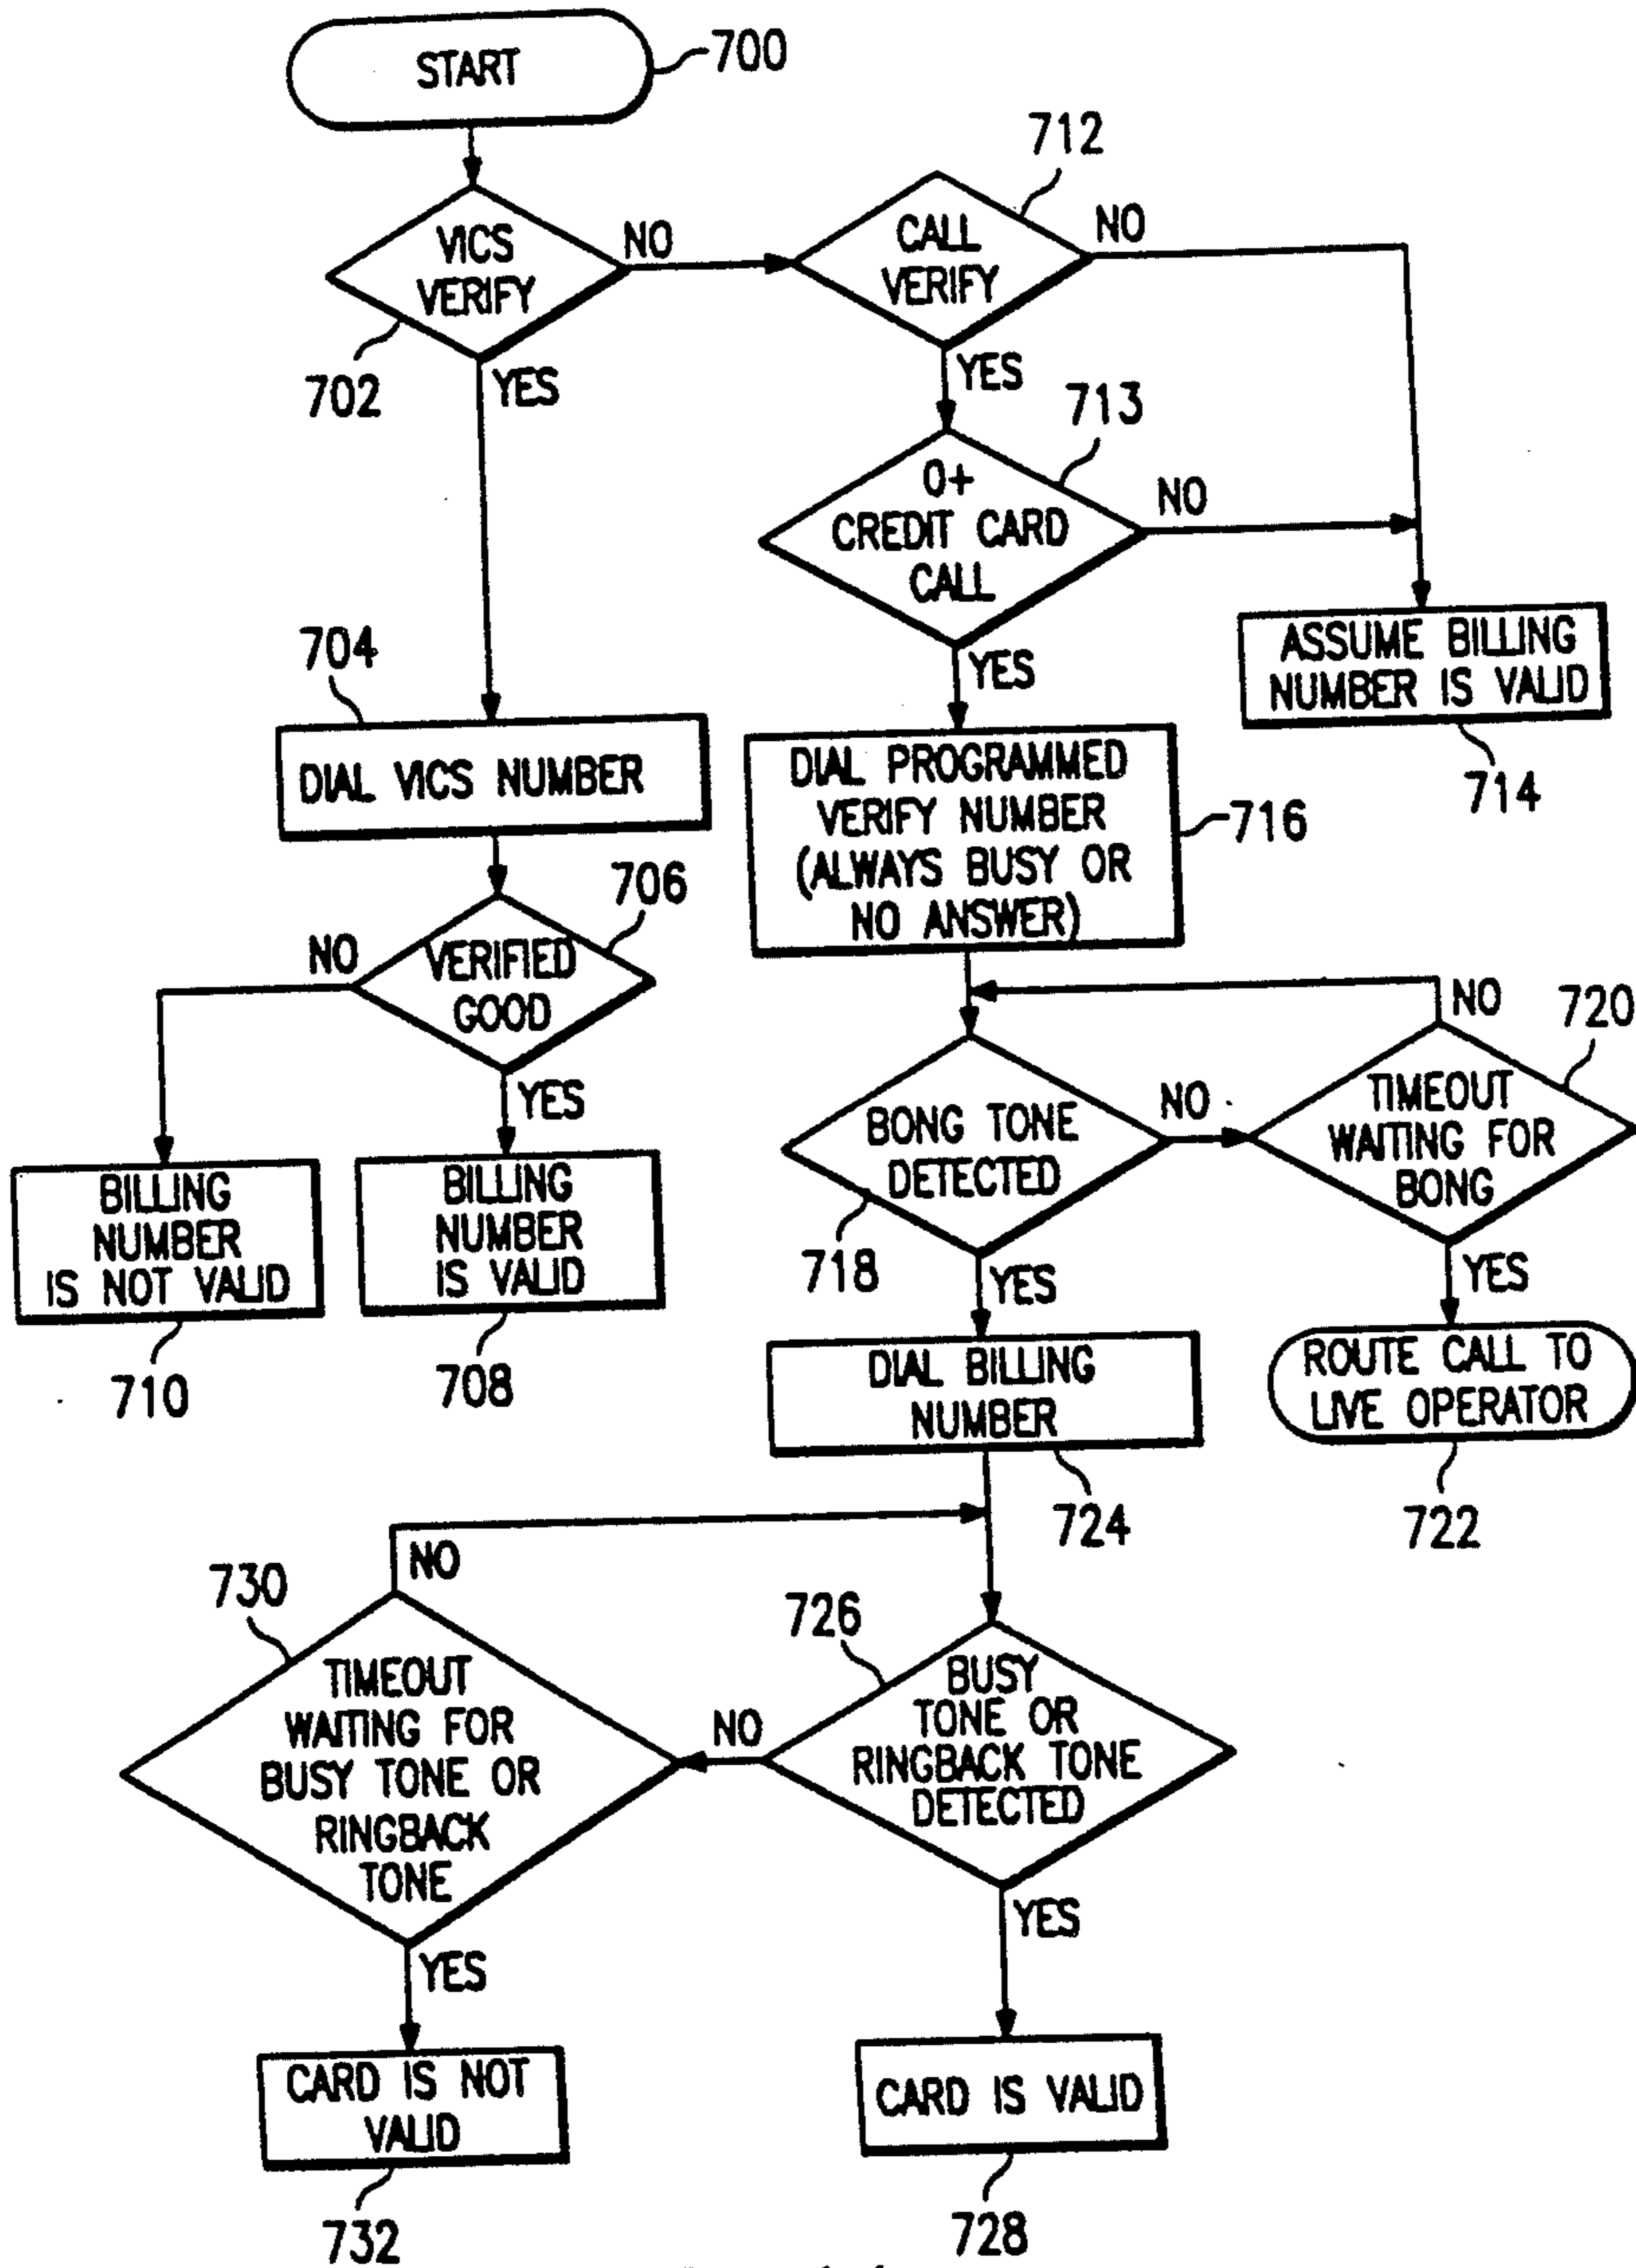 START
700
VICS
VERIFY
702
NO
YES
712
CALL
VERIFY
NO
YES
713
0+
CREDIT CARD
CALL
NO
YES
ASSUME BILLING
NUMBER IS VALID
714
704
DIAL VICS NUMBER
706
VERIFIED
GOOD
NO
YES
BILLING
NUMBER
IS NOT VALID
710
BILLING
NUMBER
IS VALID
708
DIAL PROGRAMMED
VERIFY NUMBER
(ALWAYS BUSY OR
NO ANSWER)
716
BONG TONE
DETECTED
718
NO
YES
720
TIMEOUT
WAITING FOR
BONG
NO
YES
ROUTE CALL TO
LIVE OPERATOR
722
DIAL BILLING
NUMBER
724
726
BUSY
TONE OR
RINGBACK TONE
DETECTED
NO
YES
730
TIMEOUT
WAITING FOR
BUSY TONE OR
RINGBACK
TONE
NO
YES
CARD IS NOT
VALID
732
CARD IS VALID
728